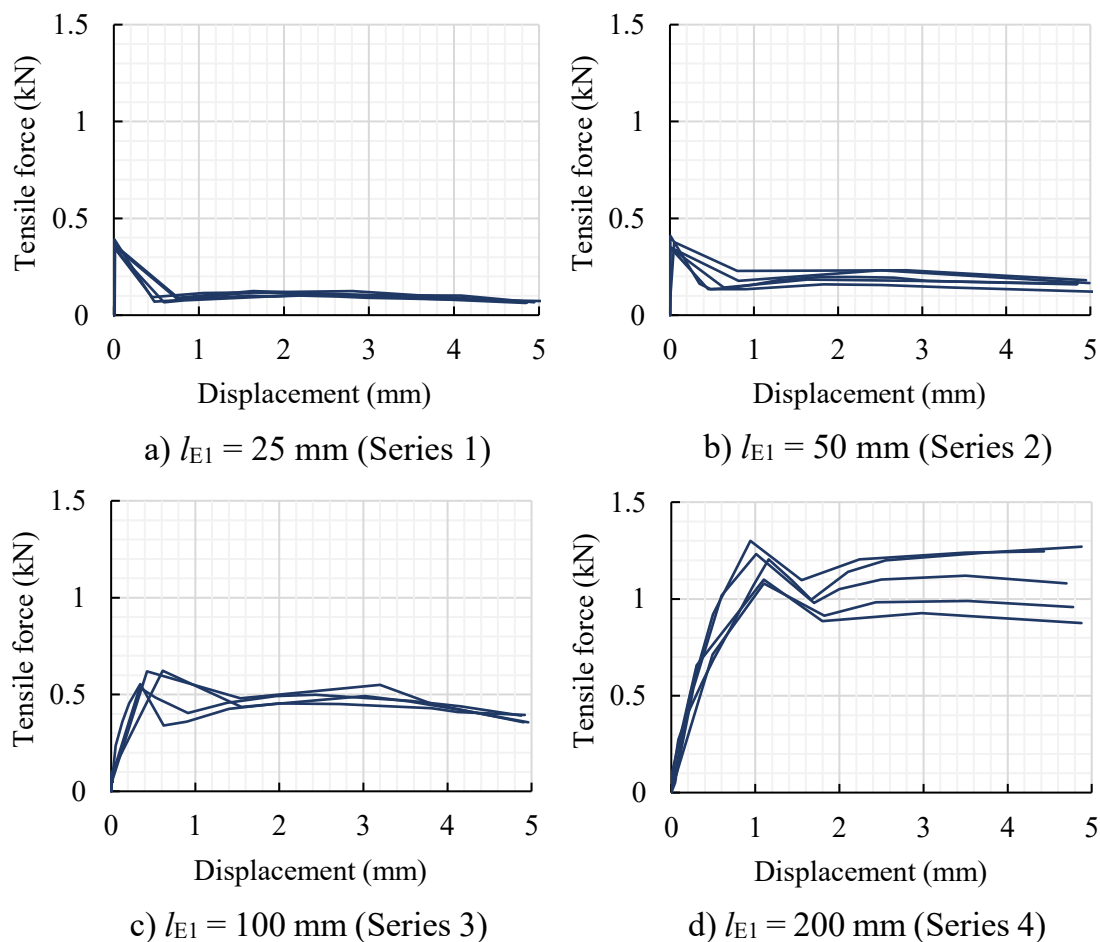 1.5
1
0.5
0
Tensile force (kN)
0 1 2 3 4 5
Displacement (mm)
a) lE1 = 25 mm (Series 1)
1.5
1
0.5
0
Tensile force (kN)
0 1 2 3 4 5
Displacement (mm)
b) lE1 = 50 mm (Series 2)
1.5
1
0.5
0
Tensile force (kN)
0 1 2 3 4 5
Displacement (mm)
c) lE1 = 100 mm (Series 3)
1.5
1
0.5
0
Tensile force (kN)
0 1 2 3 4 5
Displacement (mm)
d) lE1 = 200 mm (Series 4)